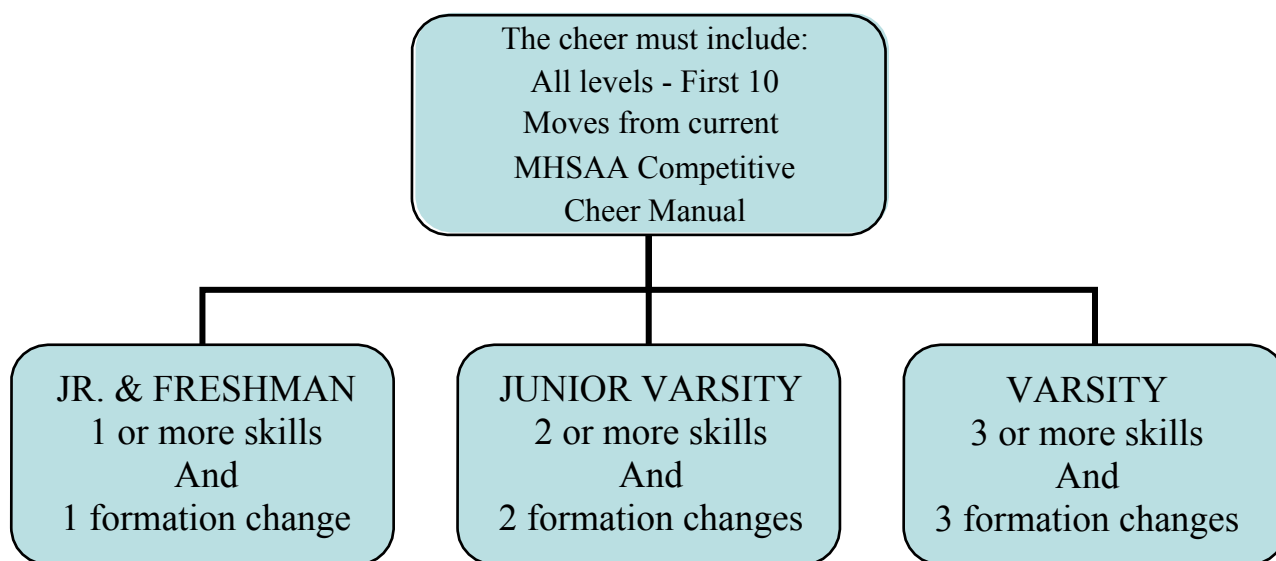 The cheer must include:
All levels - First 10
Moves from current
MHSAA Competitive
Cheer Manual
JR. & FRESHMAN
1 or more skills
And
1 formation change
JUNIOR VARSITY
2 or more skills
And
2 formation changes
VARSITY
3 or more skills
And
3 formation changes